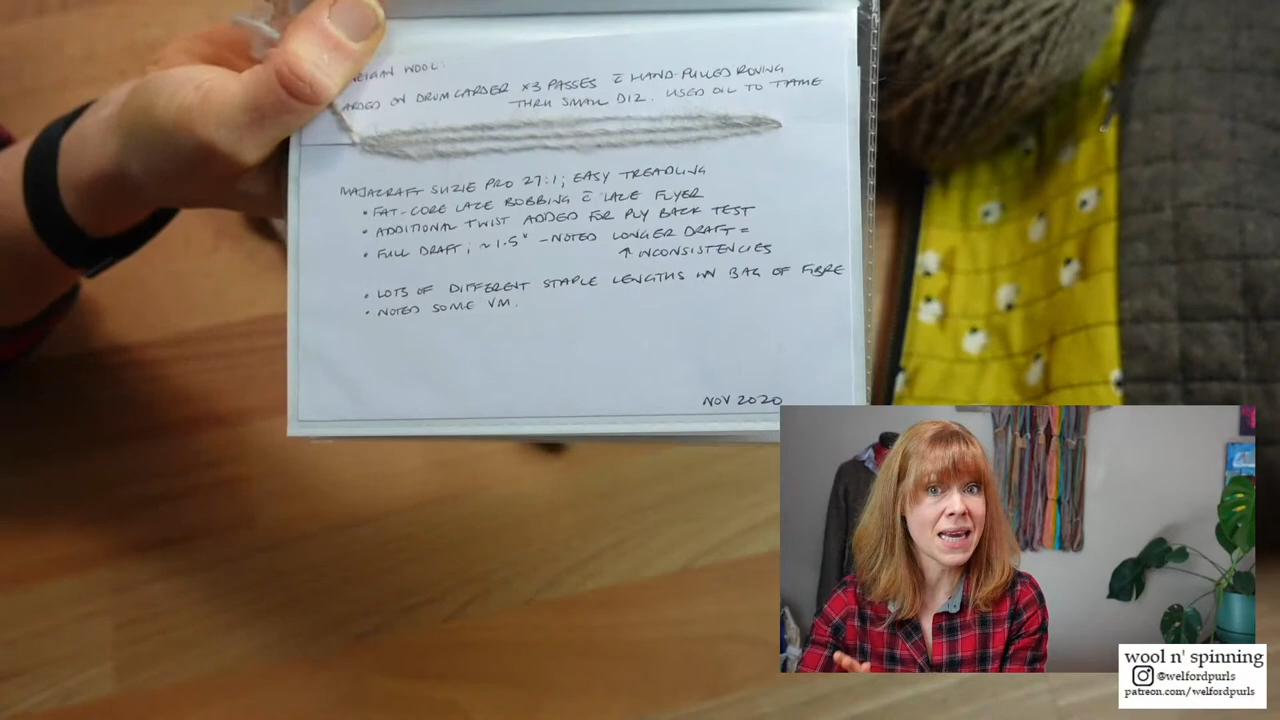 WOOL:
ON DRUMCARDER X3 PASSES c̄ HAND-PULLED ROVING
THRU SMALL DIZ. USED OIL TO TAME
MAJACRAFT SUZIE PRO 27:1; EASY TREADLING
• FAT-CORE LACE BOBBING c̄ LACE FLYER
• ADDITIONAL TWIST ADDED FOR PLY BACK TEST
• FULL DRAFT; ~1.5" - NOTED LONGER DRAFT =
↑ INCONSISTENCIES
• LOTS OF DIFFERENT STAPLE LENGTHS IN BAG OF FIBRE
• NOTED SOME VM.
NOV 2020
wool n' spinning
@welfordpurls
patreon.com/welfordpurls